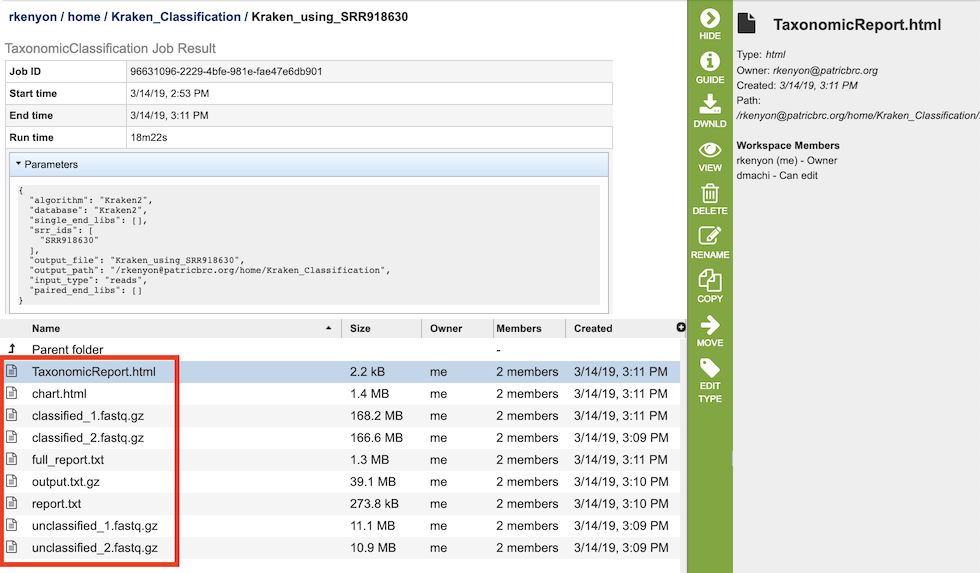 rkenyon / home / Kraken_Classification / Kraken_using_SRR918630
TaxonomicClassification Job Result
Job ID 96631096-2229-4bfe-981e-fae47e6db901
Start time 3/14/19, 2:53 PM
End time 3/14/19, 3:11 PM
Run time 18m22s
Parameters
{
"algorithm": "Kraken2",
"database": "Kraken2",
"single_end_libs": [],
"srr_ids": [
"SRR918630"
],
"output_file": "Kraken_using_SRR918630",
"output_path": "/rkenyon@patricbrc.org/home/Kraken_Classification",
"input_type": "reads",
"paired_end_libs": []
}
Name Size Owner Members Created
Parent folder -
TaxonomicReport.html 2.2 kB me 2 members 3/14/19, 3:11 PM
chart.html 1.4 MB me 2 members 3/14/19, 3:11 PM
classified_1.fastq.gz 168.2 MB me 2 members 3/14/19, 3:11 PM
classified_2.fastq.gz 166.6 MB me 2 members 3/14/19, 3:09 PM
full_report.txt 1.3 MB me 2 members 3/14/19, 3:11 PM
output.txt.gz 39.1 MB me 2 members 3/14/19, 3:10 PM
report.txt 273.8 kB me 2 members 3/14/19, 3:10 PM
unclassified_1.fastq.gz 11.1 MB me 2 members 3/14/19, 3:09 PM
unclassified_2.fastq.gz 10.9 MB me 2 members 3/14/19, 3:09 PM
HIDE
GUIDE
DWNLD
VIEW
DELETE
RENAME
COPY
MOVE
EDIT
TYPE
TaxonomicReport.html
Type: html
Owner: rkenyon@patricbrc.org
Created: 3/14/19, 3:11 PM
Path:
/rkenyon@patricbrc.org/home/Kraken_Classification/
Workspace Members
rkenyon (me) - Owner
dmachi - Can edit